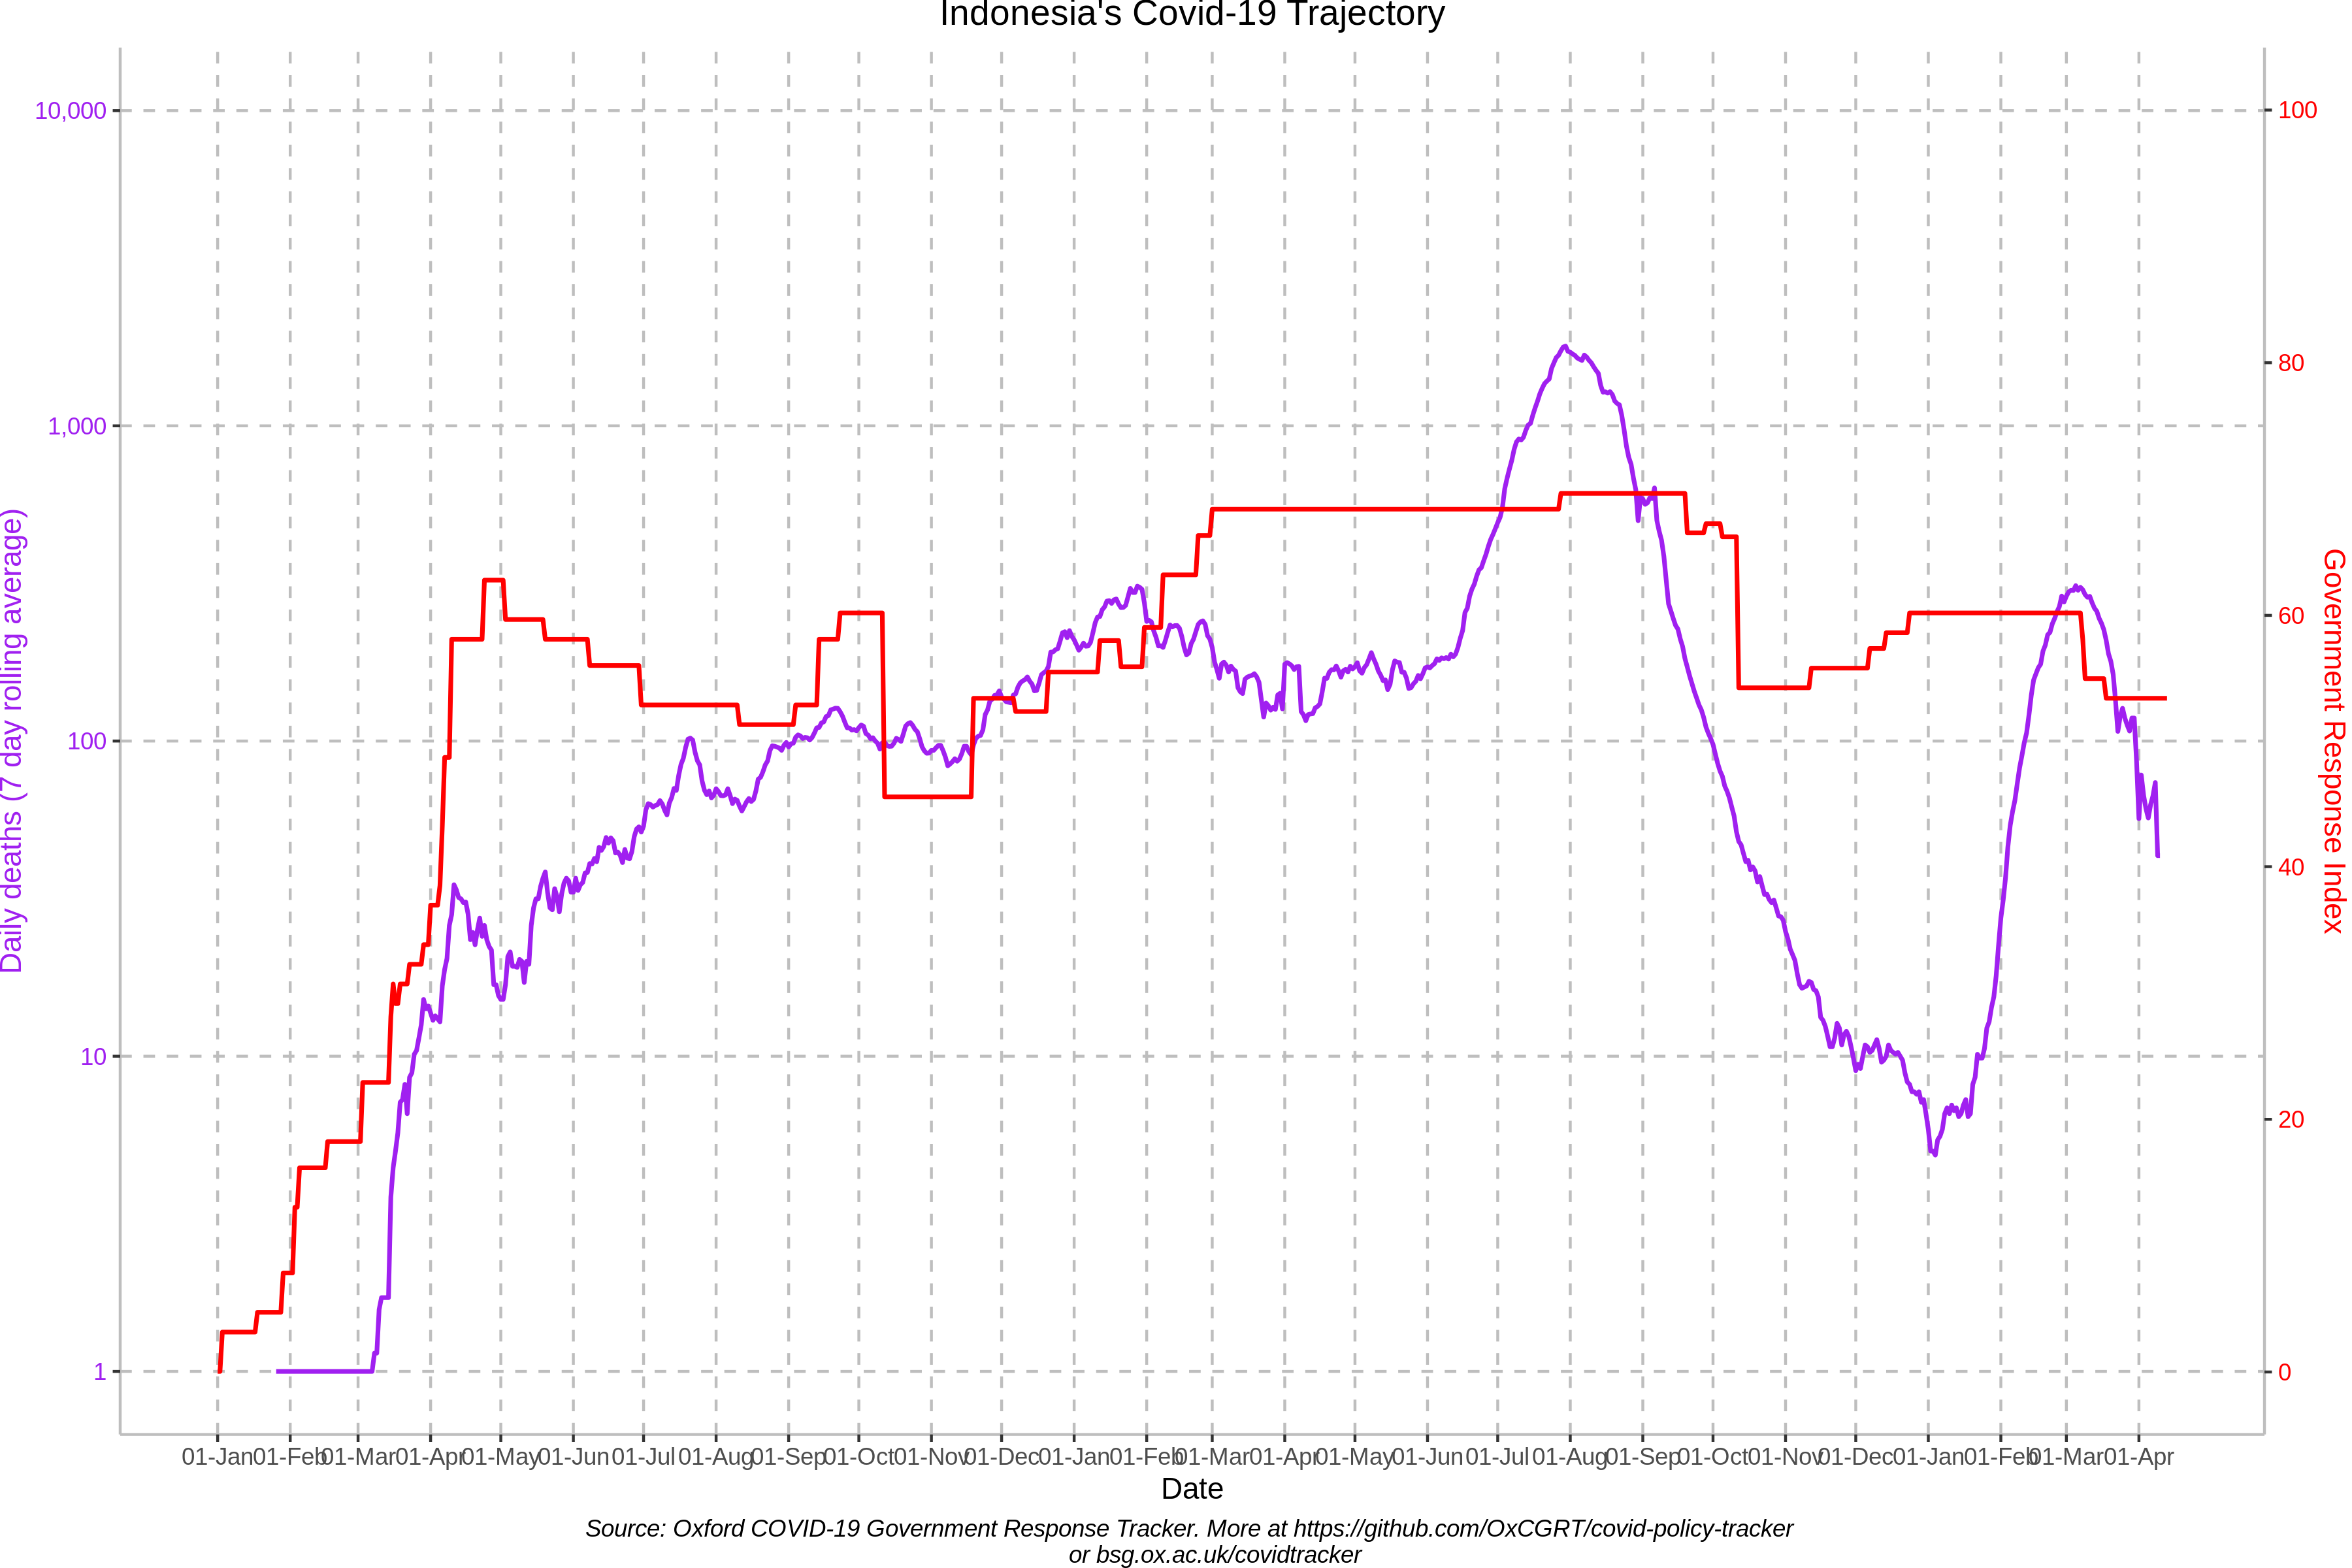 Indonesia's Covid-19 Trajectory
10,000
1,000
100
10
1
Daily deaths (7 day rolling average)
100
80
60
40
20
0
Government Response Index
01-Jan 01-Feb 01-Mar 01-Apr 01-May 01-Jun 01-Jul 01-Aug 01-Sep 01-Oct 01-Nov 01-Dec 01-Jan 01-Feb 01-Mar 01-Apr 01-May 01-Jun 01-Jul 01-Aug 01-Sep 01-Oct 01-Nov 01-Dec 01-Jan 01-Feb 01-Mar 01-Apr
Date
Source: Oxford COVID-19 Government Response Tracker. More at https://github.com/OxCGRT/covid-policy-tracker
or bsg.ox.ac.uk/covidtracker